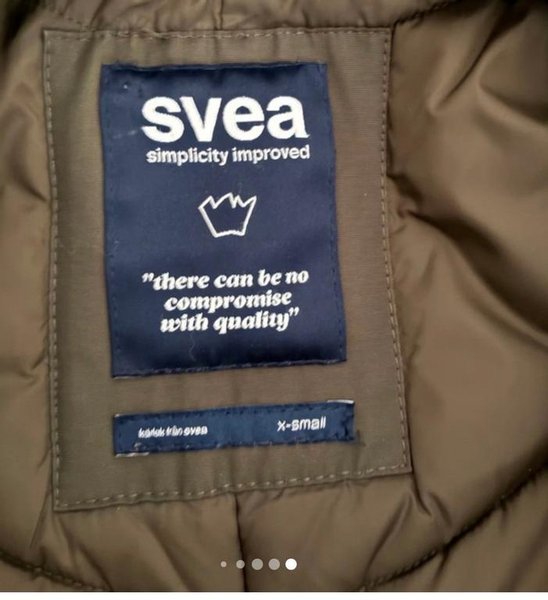 svea
simplicity improved
"there can be no
compromise
with quality"
kärlek från svea
x-small